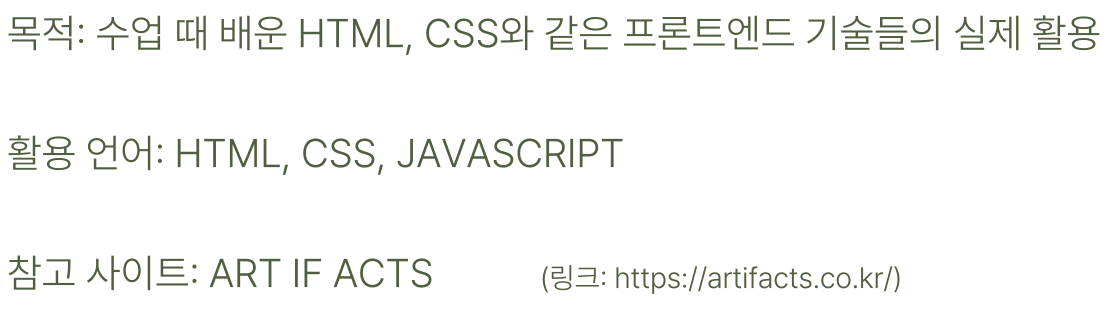 목적: 수업 때 배운 HTML, CSS와 같은 프론트엔드 기술들의 실제 활용
활용 언어: HTML, CSS, JAVASCRIPT
참고 사이트: ART IF ACTS (링크: https://artifacts.co.kr/)